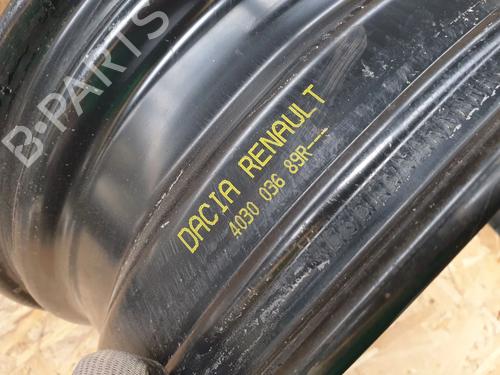 B-PARTS
DACIA RENAULT
4030 036 89R---